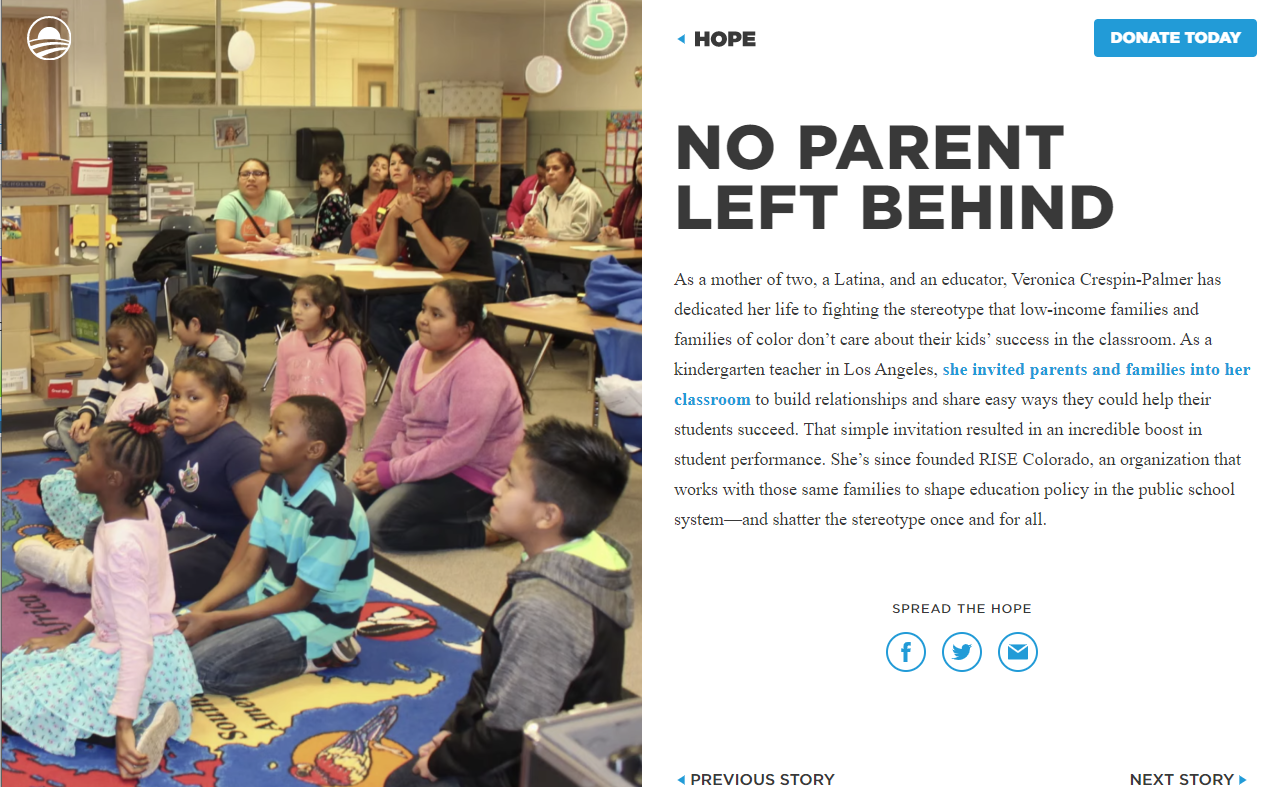 5
HOPE
DONATE TODAY
NO PARENT
LEFT BEHIND
As a mother of two, a Latina, and an educator, Veronica Crespin-Palmer has
dedicated her life to fighting the stereotype that low-income families and
families of color don’t care about their kids’ success in the classroom. As a
kindergarten teacher in Los Angeles, she invited parents and families into her
classroom to build relationships and share easy ways they could help their
students succeed. That simple invitation resulted in an incredible boost in
student performance. She’s since founded RISE Colorado, an organization that
works with those same families to shape education policy in the public school
system—and shatter the stereotype once and for all.
SPREAD THE HOPE
PREVIOUS STORY
NEXT STORY
Africa
South